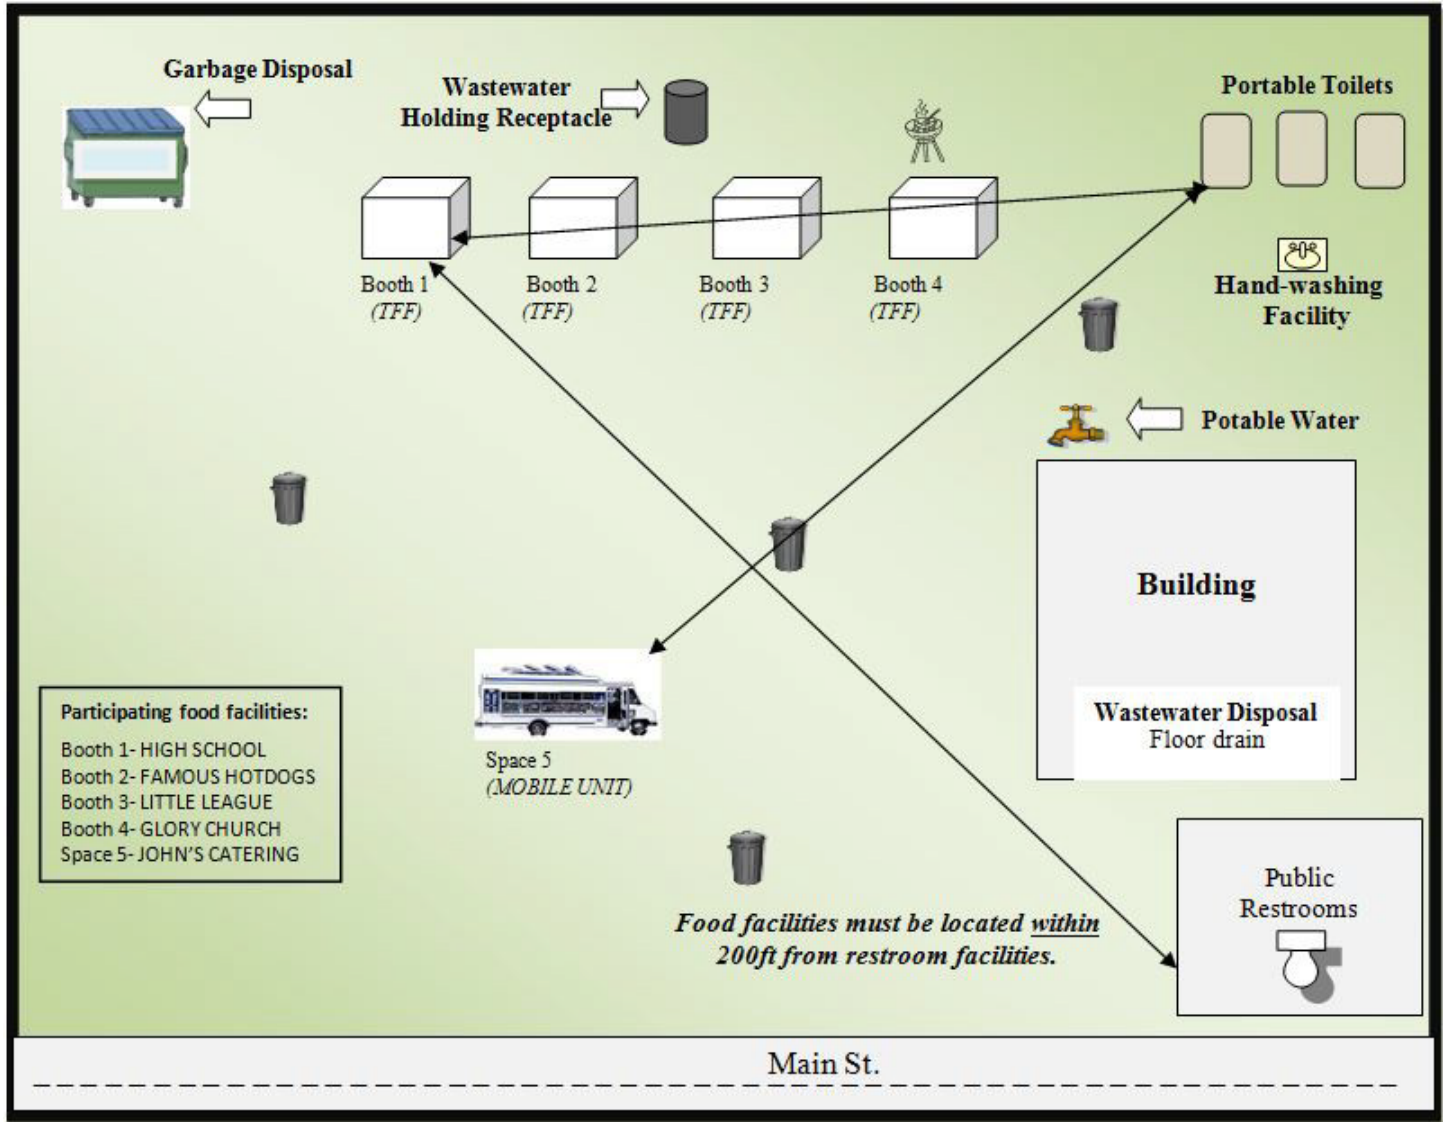 Garbage Disposal
Wastewater
Holding Receptacle
Portable Toilets
Booth 1
(TFF)
Booth 2
(TFF)
Booth 3
(TFF)
Booth 4
(TFF)
Hand-washing
Facility
Potable Water
Building
Wastewater Disposal
Floor drain
Space 5
(MOBILE UNIT)
Participating food facilities:
Booth 1- HIGH SCHOOL
Booth 2- FAMOUS HOTDOGS
Booth 3- LITTLE LEAGUE
Booth 4- GLORY CHURCH
Space 5- JOHN'S CATERING
Public
Restrooms
Food facilities must be located within
200ft from restroom facilities.
Main St.